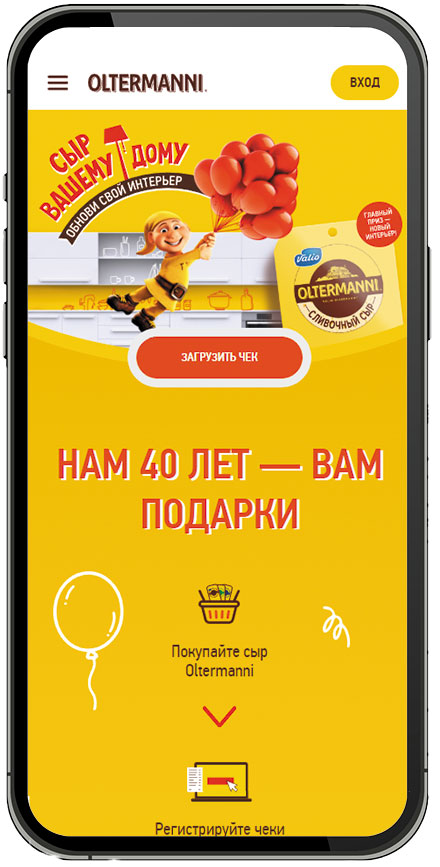 OLTERMANNI
ВХОД
СЫР
ВАШЕМУ ДОМУ
ОБНОВИ СВОЙ ИНТЕРЬЕР
ГЛАВНЫЙ
ПРИЗ —
НОВЫЙ
ИНТЕРЬЕР!
Valio
OLTERMANNI
СЛИВОЧНЫЙ СЫР
ЗАГРУЗИТЬ ЧЕК
НАМ 40 ЛЕТ — ВАМ
ПОДАРКИ
Покупайте сыр
Oltermanni
Регистрируйте чеки